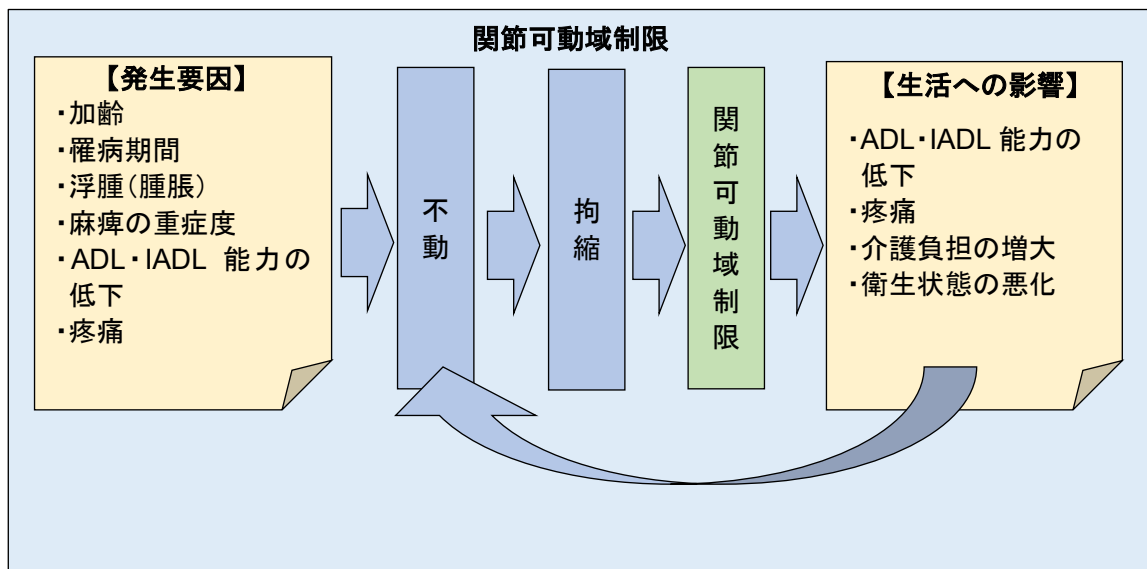 関節可動域制限
【発生要因】
・加齢
・罹病期間
・浮腫（腫脹）
・麻痺の重症度
・ADL・IADL 能力の
低下
・疼痛
不動
拘縮
関節可動域制限
【生活への影響】
・ADL・IADL 能力の
低下
・疼痛
・介護負担の増大
・衛生状態の悪化